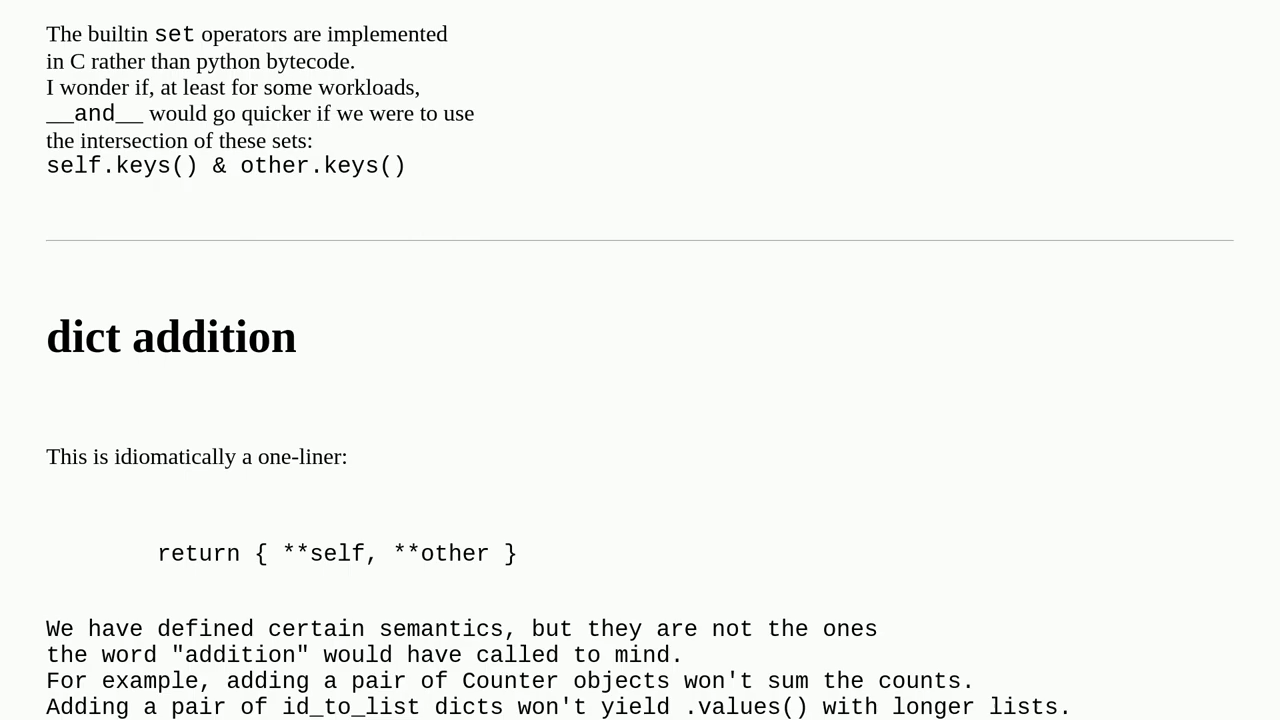 The builtin set operators are implemented
in C rather than python bytecode.
I wonder if, at least for some workloads,
__and__ would go quicker if we were to use
the intersection of these sets:
self.keys() & other.keys()
dict addition
This is idiomatically a one-liner:
return { **self, **other }
We have defined certain semantics, but they are not the ones
the word "addition" would have called to mind.
For example, adding a pair of Counter objects won't sum the counts.
Adding a pair of id_to_list dicts won't yield .values() with longer lists.